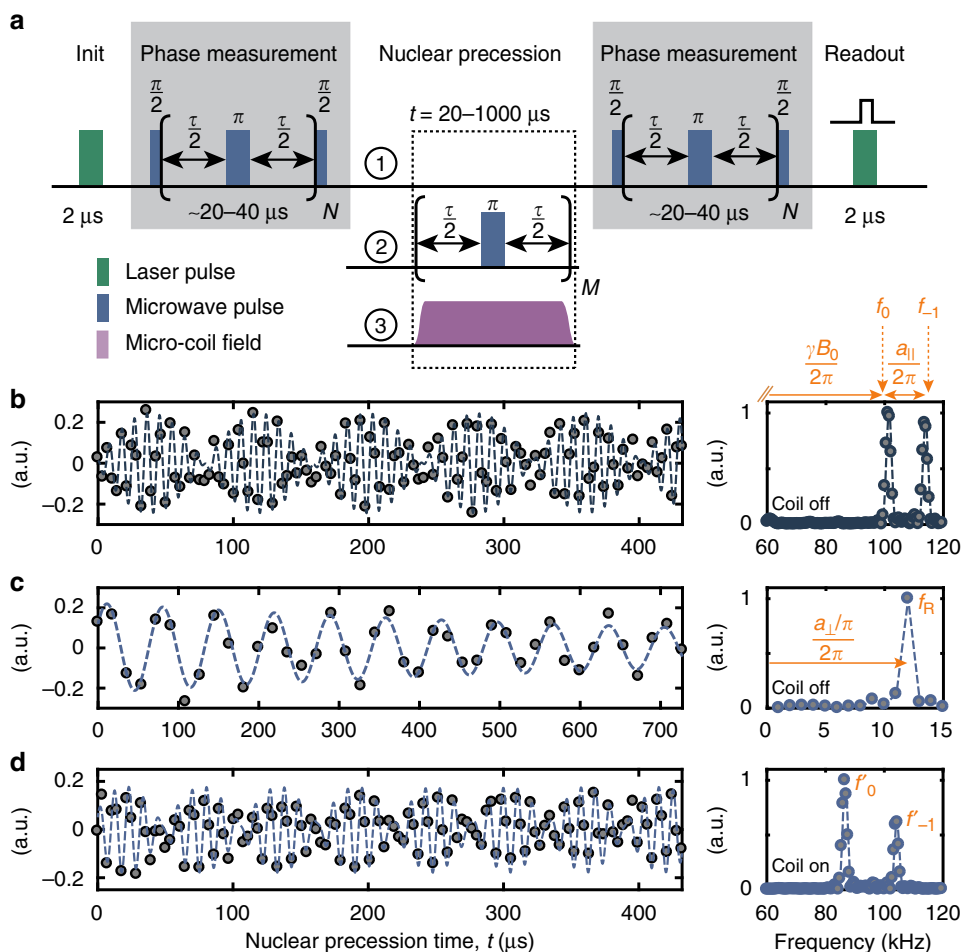 a
Init
Phase measurement
Nuclear precession
Phase measurement
Readout
π/2
τ/2
π
τ/2
π/2
t = 20–1000 μs
π/2
τ/2
π
τ/2
π/2
1
2 μs
~20–40 μs
N
~20–40 μs
N
2 μs
τ/2
π
τ/2
2
M
Laser pulse
Microwave pulse
Micro-coil field
3
f0
f–1
γB0/2π
a||/2π
b
(a.u.)
0.2
0
–0.2
0
100
200
300
400
(a.u.)
1
0
Coil off
60
80
100
120
c
(a.u.)
0.2
0
–0.2
0
100
200
300
400
500
600
700
(a.u.)
1
0
fR
a⊥/π
2π
Coil off
0
5
10
15
d
(a.u.)
0.2
0
–0.2
0
100
200
300
400
Nuclear precession time, t (μs)
(a.u.)
1
0
f′0
f′–1
Coil on
60
80
100
120
Frequency (kHz)